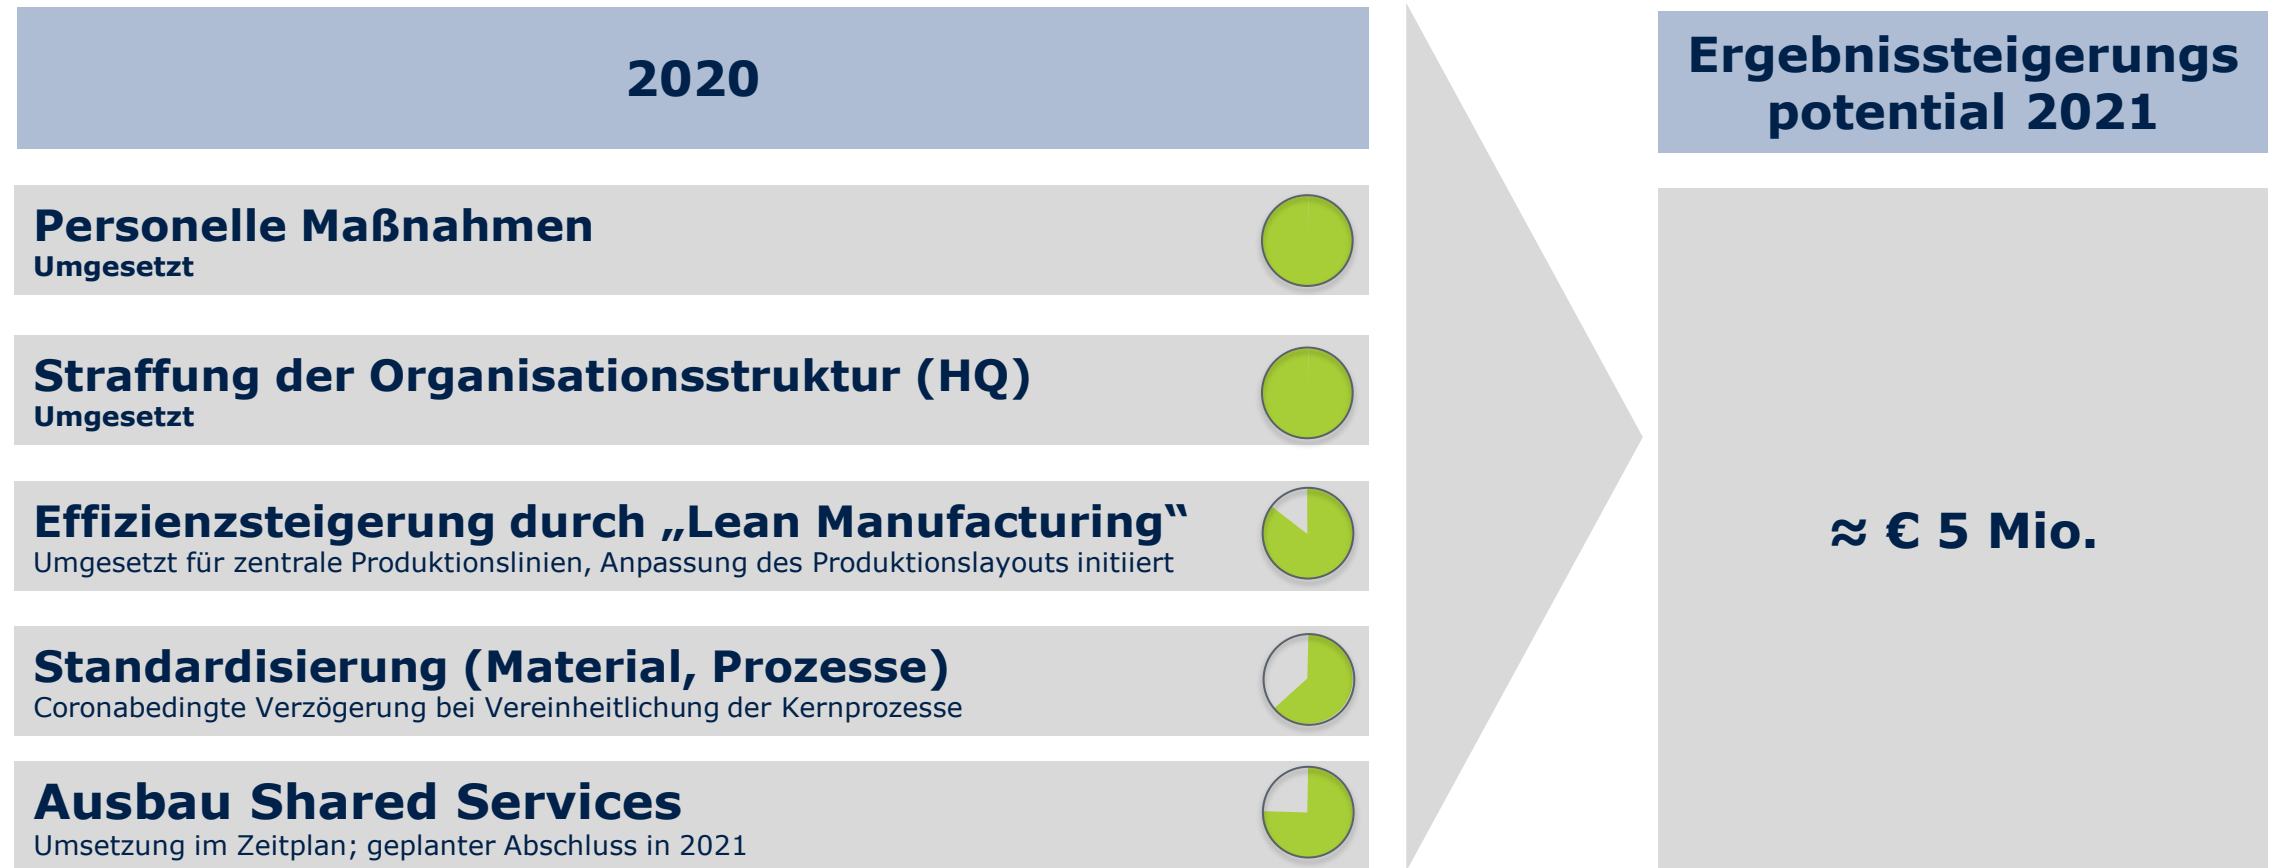 2020
Ergebnissteigerungs
potential 2021
Personelle Maßnahmen
Umgesetzt
Straffung der Organisationsstruktur (HQ)
Umgesetzt
Effizienzsteigerung durch „Lean Manufacturing“
Umgesetzt für zentrale Produktionslinien, Anpassung des Produktionslayouts initiiert
Standardisierung (Material, Prozesse)
Coronabedingte Verzögerung bei Vereinheitlichung der Kernprozesse
Ausbau Shared Services
Umsetzung im Zeitplan; geplanter Abschluss in 2021
≈ € 5 Mio.